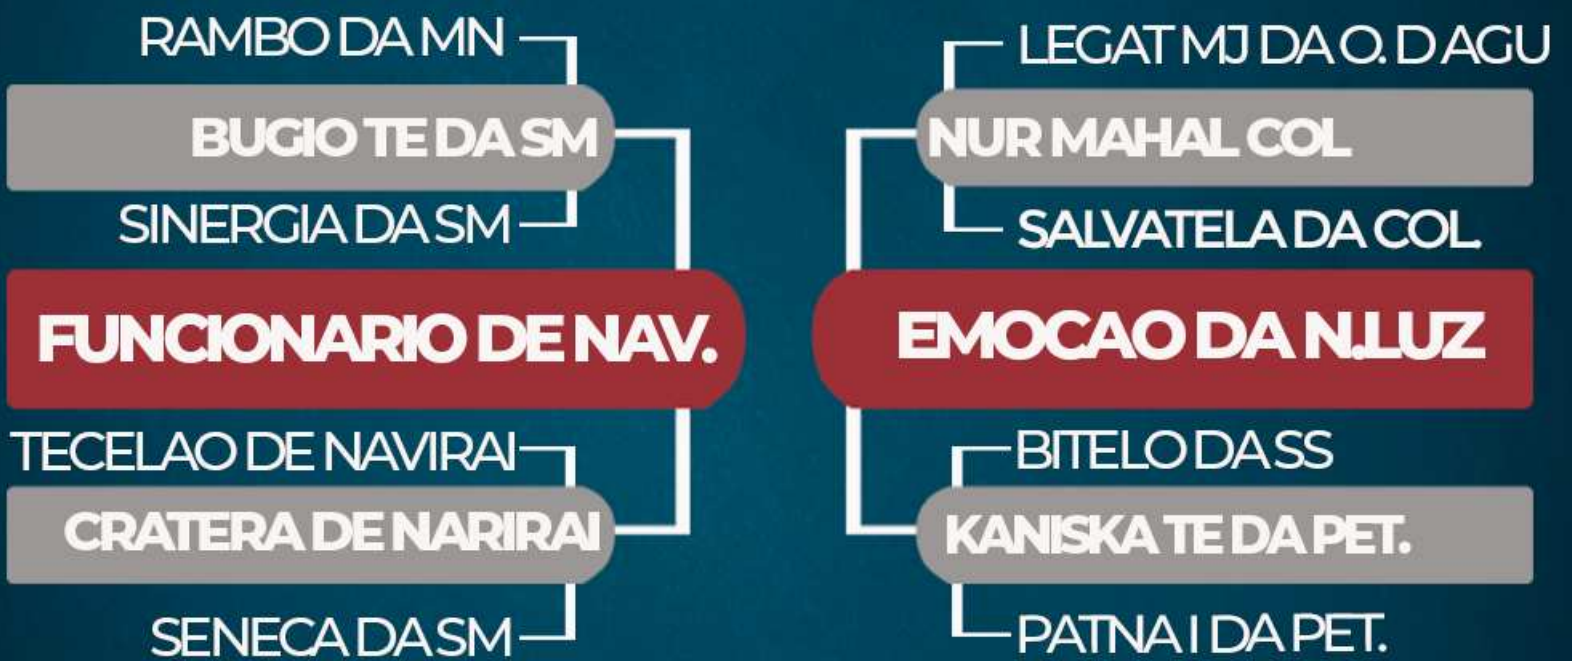 RAMBO DA MN
BUGIO TE DA SM
SINERGIA DA SM
FUNCIONARIO DE NAV.
TECELAO DE NAVIRAI
CRATERA DE NARIRAI
SENECA DA SM
LEGAT MJ DA O. D AGU
NUR MAHAL COL
SALVATELA DA COL.
EMOCAO DA N.LUZ
BITELO DA SS
KANISKA TE DA PET.
PATNA I DA PET.